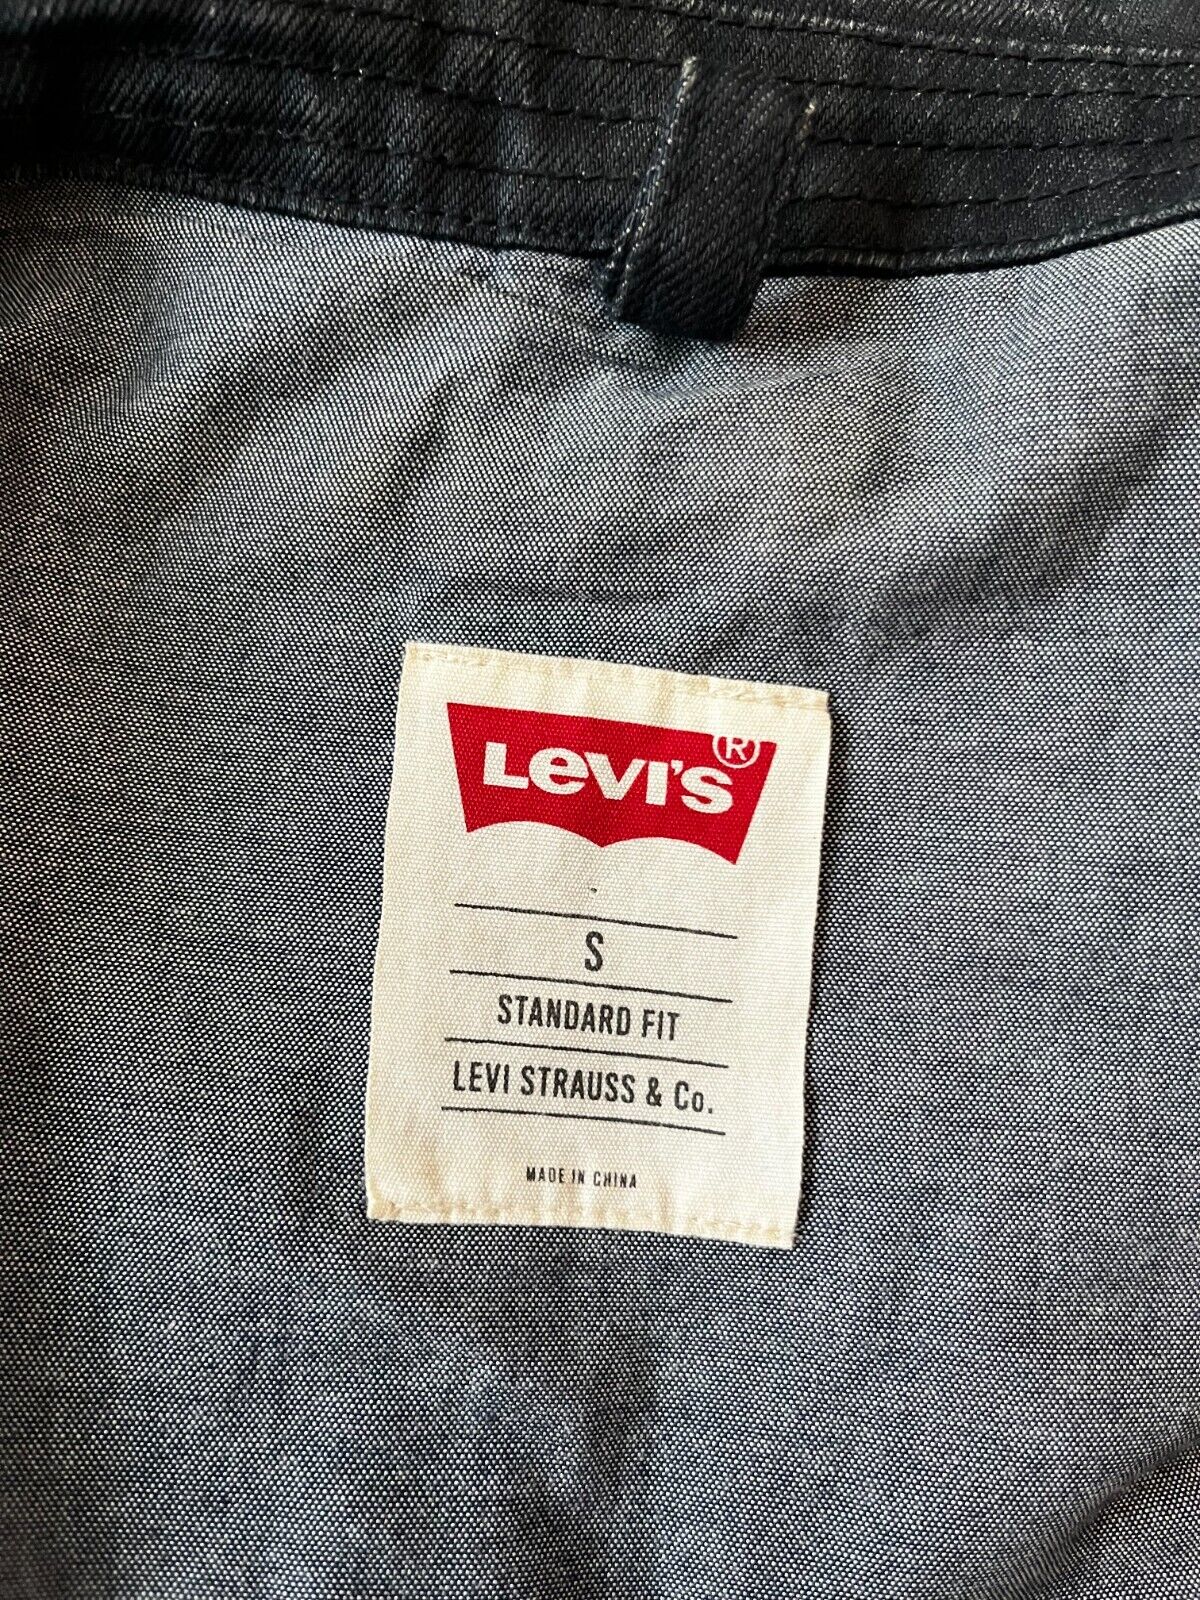 LEVI'S®
S
STANDARD FIT
LEVI STRAUSS & Co.
MADE IN CHINA